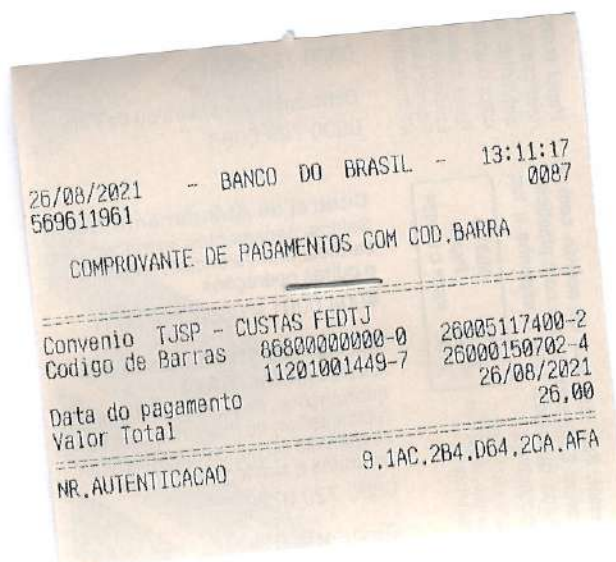 26/08/2021 - BANCO DO BRASIL - 13:11:17
569611961 0087
COMPROVANTE DE PAGAMENTOS COM COD.BARRA
Convenio TJSP - CUSTAS FEDTJ
Codigo de Barras 86800000000-0 26005117400-2
11201001449-7 26000150702-4
Data do pagamento 26/08/2021
Valor Total 26,00
NR.AUTENTICACAO 9.1AC.2B4.D64.2CA.AFA